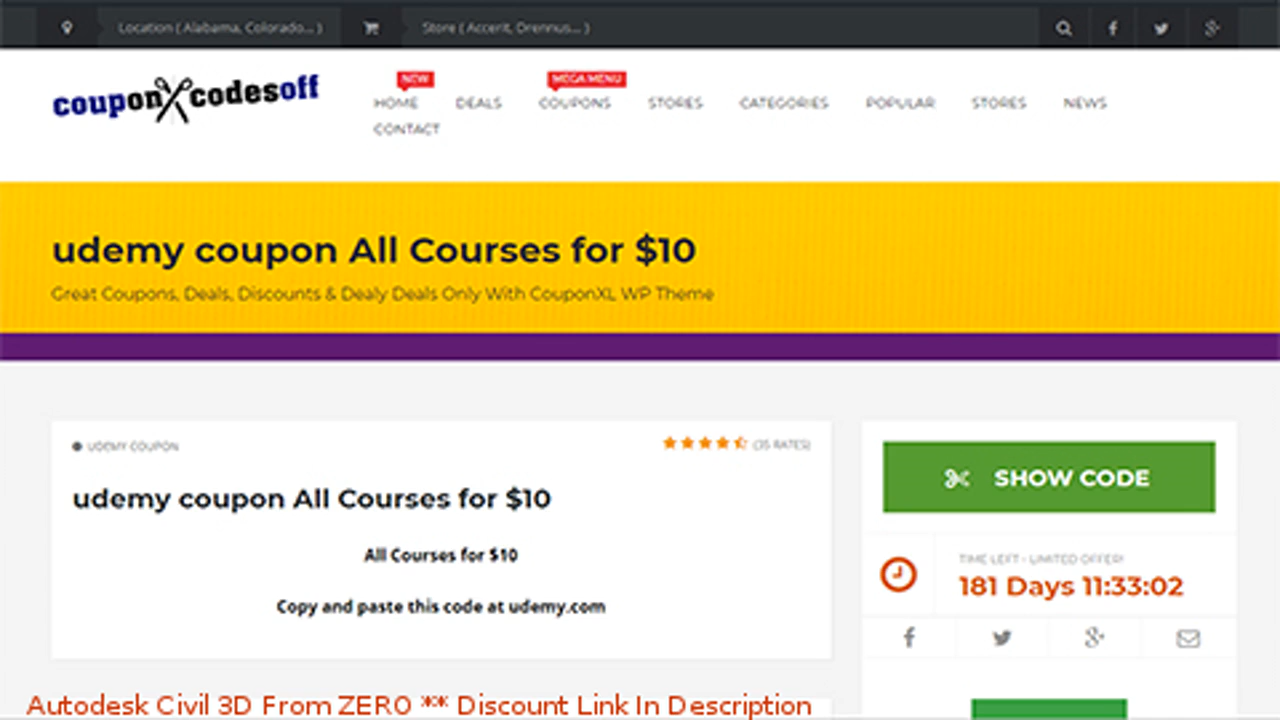 Location ( Alabama, Colorado... ) Store ( Accent, Drennus... )
NEW MEGA MENU
couponcodesoff
HOME DEALS COUPONS STORES CATEGORIES POPULAR STORES NEWS
CONTACT
udemy coupon All Courses for $10
Great Coupons, Deals, Discounts & Dealy Deals Only With CouponXL WP Theme
UDEMY COUPON (35 RATES)
udemy coupon All Courses for $10
All Courses for $10
Copy and paste this code at udemy.com
SHOW CODE
TIME LEFT - LIMITED OFFER!
181 Days 11:33:02
Autodesk Civil 3D From ZERO ** Discount Link In Description